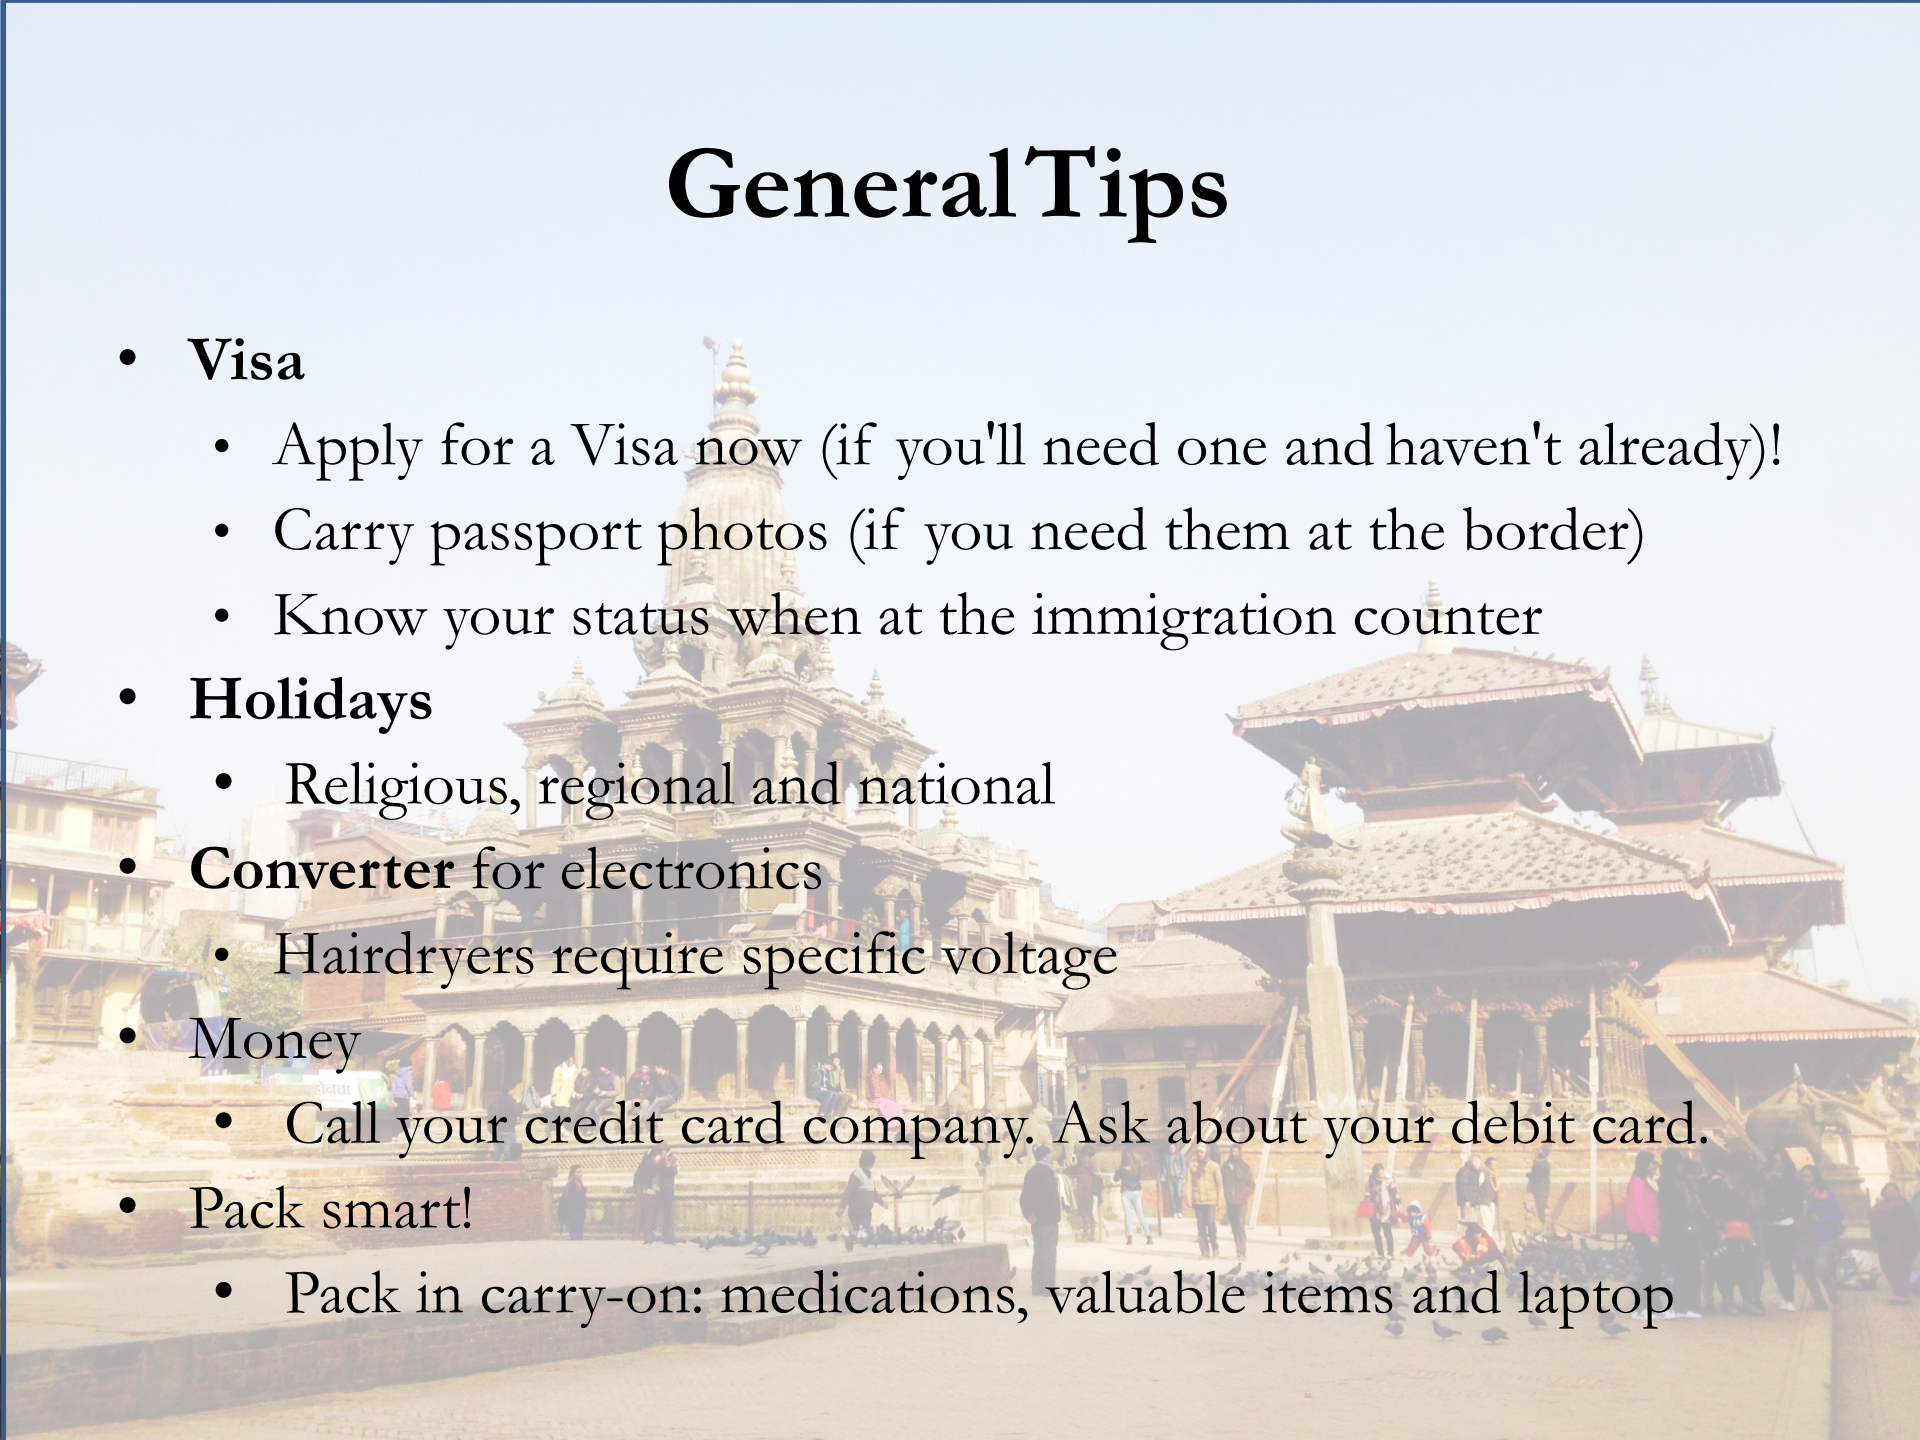 General Tips
• Visa
• Apply for a Visa now (if you'll need one and haven't already)!
• Carry passport photos (if you need them at the border)
• Know your status when at the immigration counter
• Holidays
• Religious, regional and national
• Converter for electronics
• Hairdryers require specific voltage
• Money
• Call your credit card company. Ask about your debit card.
• Pack smart!
• Pack in carry-on: medications, valuable items and laptop